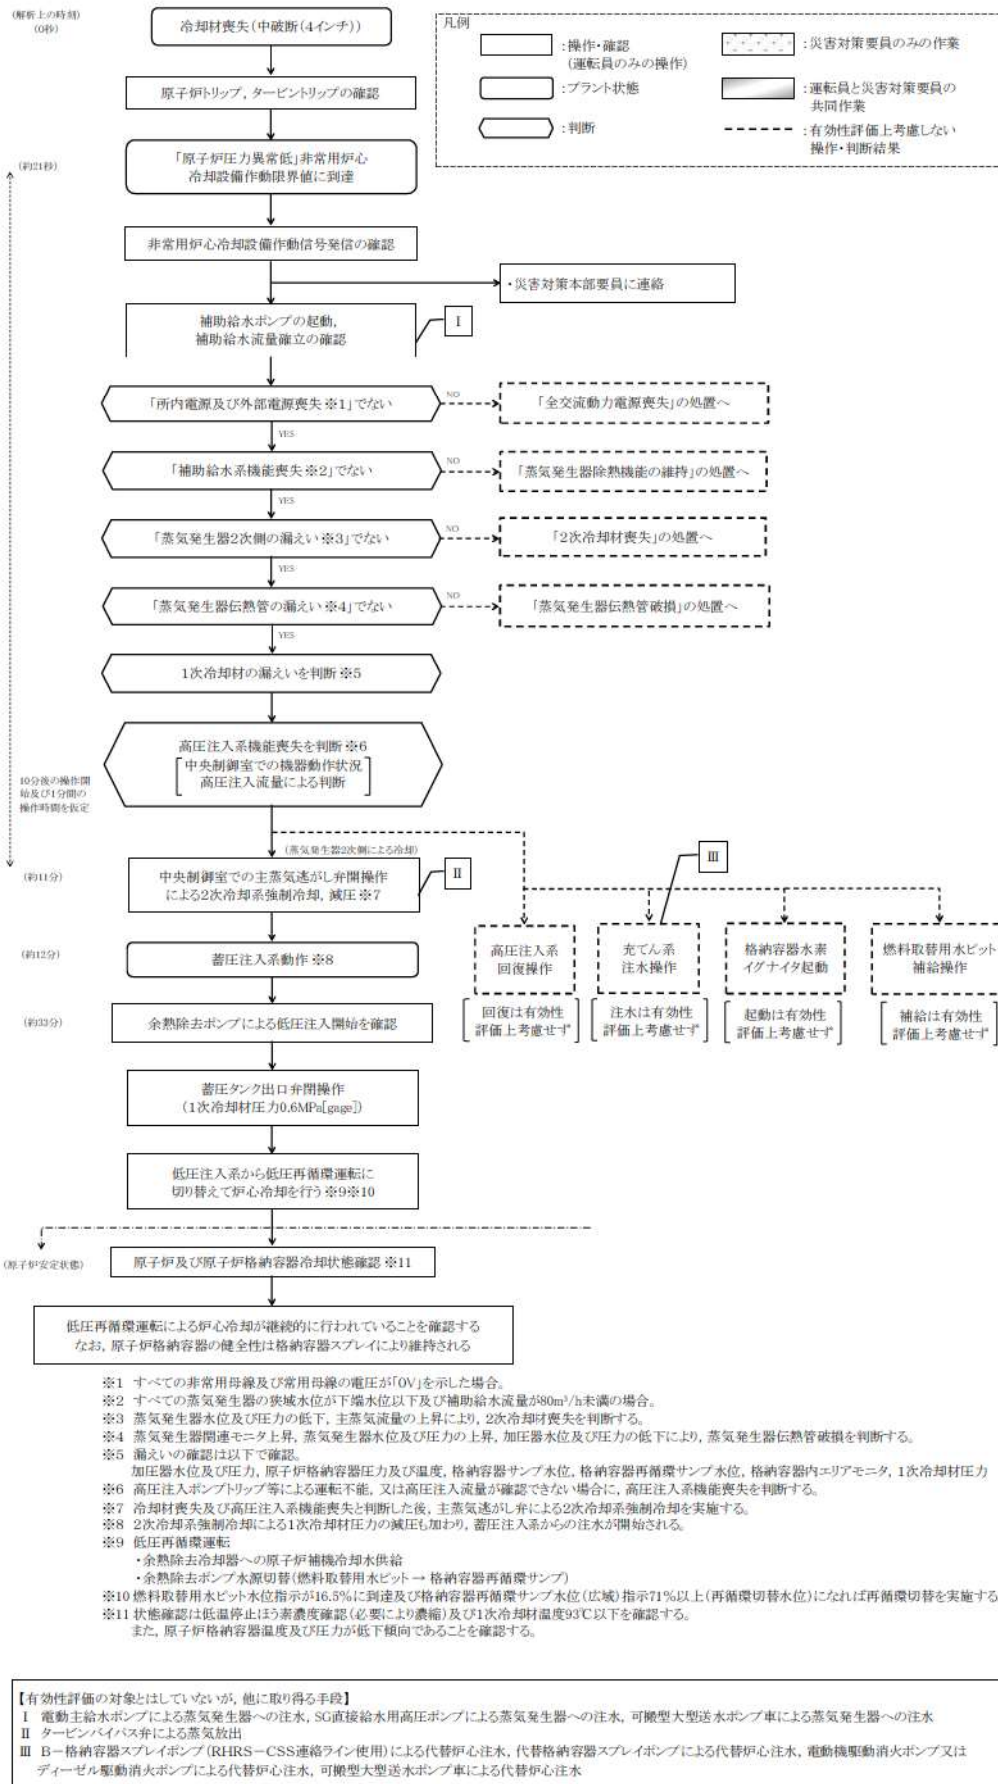 (解析上の時刻)
(0秒)
冷却材喪失(中破断(4インチ))
凡例
:操作・確認
(運転員のみの操作)
:プラント状態
:判断
:災害対策要員のみの作業
:運転員と災害対策要員の
共同作業
:有効性評価上考慮しない
操作・判断結果
原子炉トリップ, タービントリップの確認
(約21秒)
「原子炉圧力異常低」非常用炉心
冷却設備作動限界値に到達
非常用炉心冷却設備作動信号発信の確認
・災害対策本部要員に連絡
補助給水ポンプの起動,
補助給水流量確立の確認
Ⅰ
「所内電源及び外部電源喪失※1」でない
NO
「全交流動力電源喪失」の処置へ
YES
「補助給水系機能喪失※2」でない
NO
「蒸気発生器除熱機能の維持」の処置へ
YES
「蒸気発生器2次側の漏えい※3」でない
NO
「2次冷却材喪失」の処置へ
YES
「蒸気発生器伝熱管の漏えい※4」でない
NO
「蒸気発生器伝熱管破損」の処置へ
YES
1次冷却材の漏えいを判断※5
高圧注入系機能喪失を判断※6
中央制御室での機器動作状況
高圧注入流量による判断
10分後の操作開
始及び1分間の
操作時間を仮定
(蒸気発生器2次側による冷却)
(約11分)
中央制御室での主蒸気逃がし弁開操作
による2次冷却系強制冷却, 減圧※7
Ⅱ
Ⅲ
(約12分)
蓄圧注入系動作※8
高圧注入系
回復操作
充てん系
注水操作
格納容器水素
イグナイタ起動
燃料取替用水ピット
補給操作
回復は有効性
評価上考慮せず
注水は有効性
評価上考慮せず
起動は有効性
評価上考慮せず
補給は有効性
評価上考慮せず
(約33分)
余熱除去ポンプによる低圧注入開始を確認
蓄圧タンク出口弁閉操作
(1次冷却材圧力0.6MPa[gage])
低圧注入系から低圧再循環運転に
切り替えて炉心冷却を行う※9※10
(原子炉安定状態)
原子炉及び原子炉格納容器冷却状態確認※11
低圧再循環運転による炉心冷却が継続的に行われていることを確認する
なお, 原子炉格納容器の健全性は格納容器スプレイにより維持される
※1 すべての非常用母線及び常用母線の電圧が「0V」を示した場合。
※2 すべての蒸気発生器の狭域水位が下端水位以下及び補助給水流量が80m³/h未満の場合。
※3 蒸気発生器水位及び圧力の低下, 主蒸気流量の上昇により, 2次冷却材喪失を判断する。
※4 蒸気発生器関連モニタ上昇, 蒸気発生器水位及び圧力の上昇, 加圧器水位及び圧力の低下により, 蒸気発生器伝熱管破損を判断する。
※5 漏えいの確認は以下で確認。
加圧器水位及び圧力, 原子炉格納容器圧力及び温度, 格納容器サンプ水位, 格納容器再循環サンプ水位, 格納容器内エリアモニタ, 1次冷却材圧力
※6 高圧注入ポンプトリップ等による運転不能, 又は高圧注入流量が確認できない場合に, 高圧注入系機能喪失を判断する。
※7 冷却材喪失及び高圧注入系機能喪失と判断した後, 主蒸気逃がし弁による2次冷却系強制冷却を実施する。
※8 2次冷却系強制冷却による1次冷却材圧力の減圧も加わり, 蓄圧注入系からの注水が開始される。
※9 低圧再循環運転
・余熱除去冷却器への原子炉補機冷却水供給
・余熱除去ポンプ水源切替(燃料取替用水ピット → 格納容器再循環サンプ)
※10 燃料取替用水ピット水位指示が16.5%に到達及び格納容器再循環サンプ水位(広域)指示71%以上(再循環切替水位)になれば再循環切替を実施する
※11 状態確認は低温停止ほう素濃度確認(必要により濃縮)及び1次冷却材温度93℃以下を確認する。
また, 原子炉格納容器温度及び圧力が低下傾向であることを確認する。
【有効性評価の対象とはしていないが, 他に取り得る手段】
Ⅰ 電動主給水ポンプによる蒸気発生器への注水, SG直接給水用高圧ポンプによる蒸気発生器への注水, 可搬型大型送水ポンプ車による蒸気発生器への注水
Ⅱ タービンバイパス弁による蒸気放出
Ⅲ B-格納容器スプレイポンプ(RHRS-CSS連絡ライン使用)による代替炉心注水, 代替格納容器スプレイポンプによる代替炉心注水, 電動機駆動消火ポンプ又は
ディーゼル駆動消火ポンプによる代替炉心注水, 可搬型大型送水ポンプ車による代替炉心注水